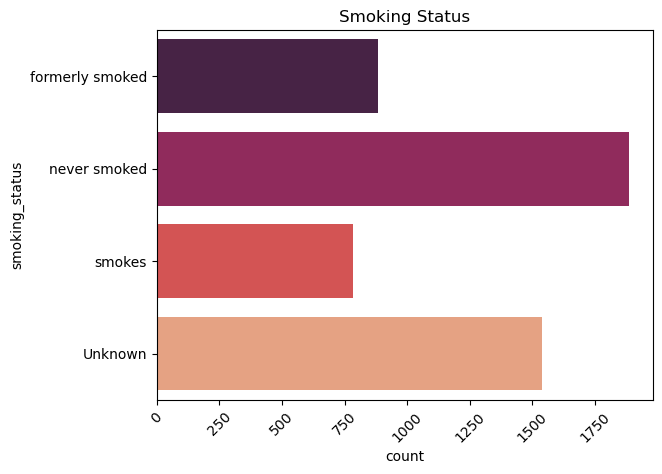 Smoking Status
smoking_status
formerly smoked
never smoked
smokes
Unknown
0
250
500
750
1000
1250
1500
1750
count